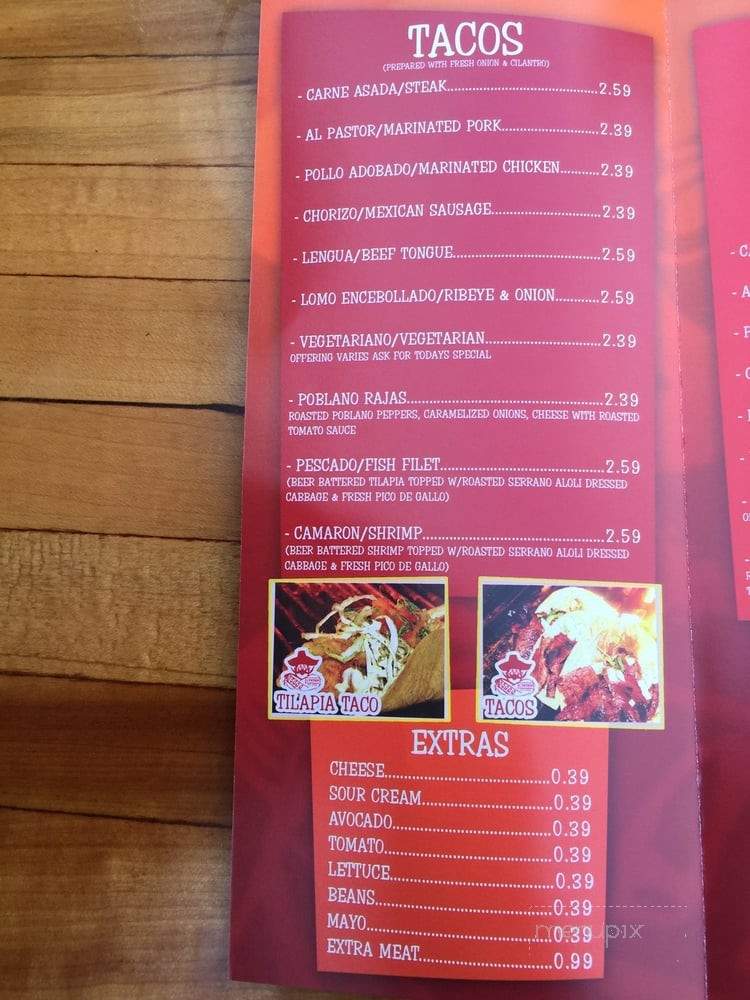 TACOS
(PREPARED WITH FRESH ONION & CILANTRO)
- CARNE ASADA/STEAK.......................................2.59
- AL PASTOR/MARINATED PORK.........................2.39
- POLLO ADOBADO/MARINATED CHICKEN..........2.39
- CHORIZO/MEXICAN SAUSAGE............................2.39
- LENGUA/BEEF TONGUE......................................2.59
- LOMO ENCEBOLLADO/RIBEYE & ONION...........2.59
- VEGETARIANO/VEGETARIAN..............................2.39
OFFERING VARIES ASK FOR TODAYS SPECIAL
- POBLANO RAJAS..................................................2.39
ROASTED POBLANO PEPPERS, CARAMELIZED ONIONS, CHEESE WITH ROASTED
TOMATO SAUCE
- PESCADO/FISH FILET..........................................2.59
(BEER BATTERED TILAPIA TOPPED W/ROASTED SERRANO ALOLI DRESSED
CABBAGE & FRESH PICO DE GALLO)
- CAMARON/SHRIMP..............................................2.59
(BEER BATTERED SHRIMP TOPPED W/ROASTED SERRANO ALOLI DRESSED
CABBAGE & FRESH PICO DE GALLO)
TILAPIA TACO
TACOS
EXTRAS
CHEESE..........................................0.39
SOUR CREAM.................................0.39
AVOCADO........................................0.39
TOMATO..........................................0.39
LETTUCE.........................................0.39
BEANS............................................0.39
MAYO..............................................0.39
EXTRA MEAT..................................0.99
menupix